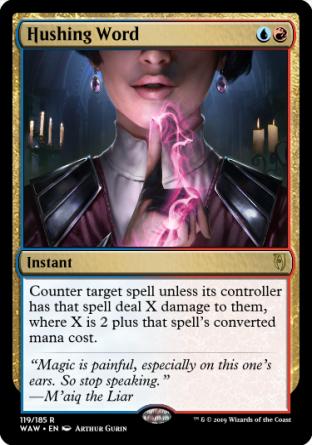 Hushing Word
Instant
Counter target spell unless its controller
has that spell deal X damage to them,
where X is 2 plus that spell's converted
mana cost.
"Magic is painful, especially on this one's
ears. So stop speaking."
—M'aiq the Liar
119/185 R
WAW • EN Arthur Gurin
™ & © 2019 Wizards of the Coast